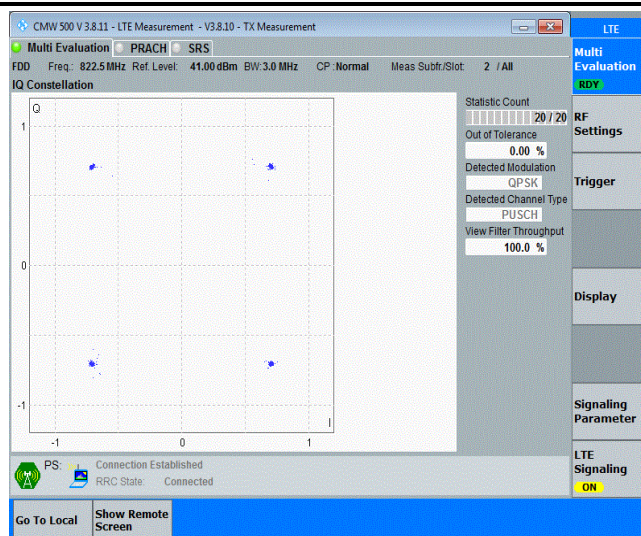 CMW 500 V 3.8.11 - LTE Measurement - V3.8.10 - TX Measurement
LTE
Multi Evaluation PRACH SRS
Multi
Evaluation
RDY
FDD Freq.: 822.5 MHz Ref. Level: 41.00 dBm BW: 3.0 MHz CP : Normal Meas Subfr./Slot: 2 / All
IQ Constellation
Q
1
0
-1
-1 0 1
I
Statistic Count
20 / 20
Out of Tolerance
0.00 %
Detected Modulation
QPSK
Detected Channel Type
PUSCH
View Filter Throughput
100.0 %
RF
Settings
Trigger
Display
Signaling
Parameter
LTE
Signaling
ON
PS: Connection Established
RRC State: Connected
Go To Local
Show Remote
Screen